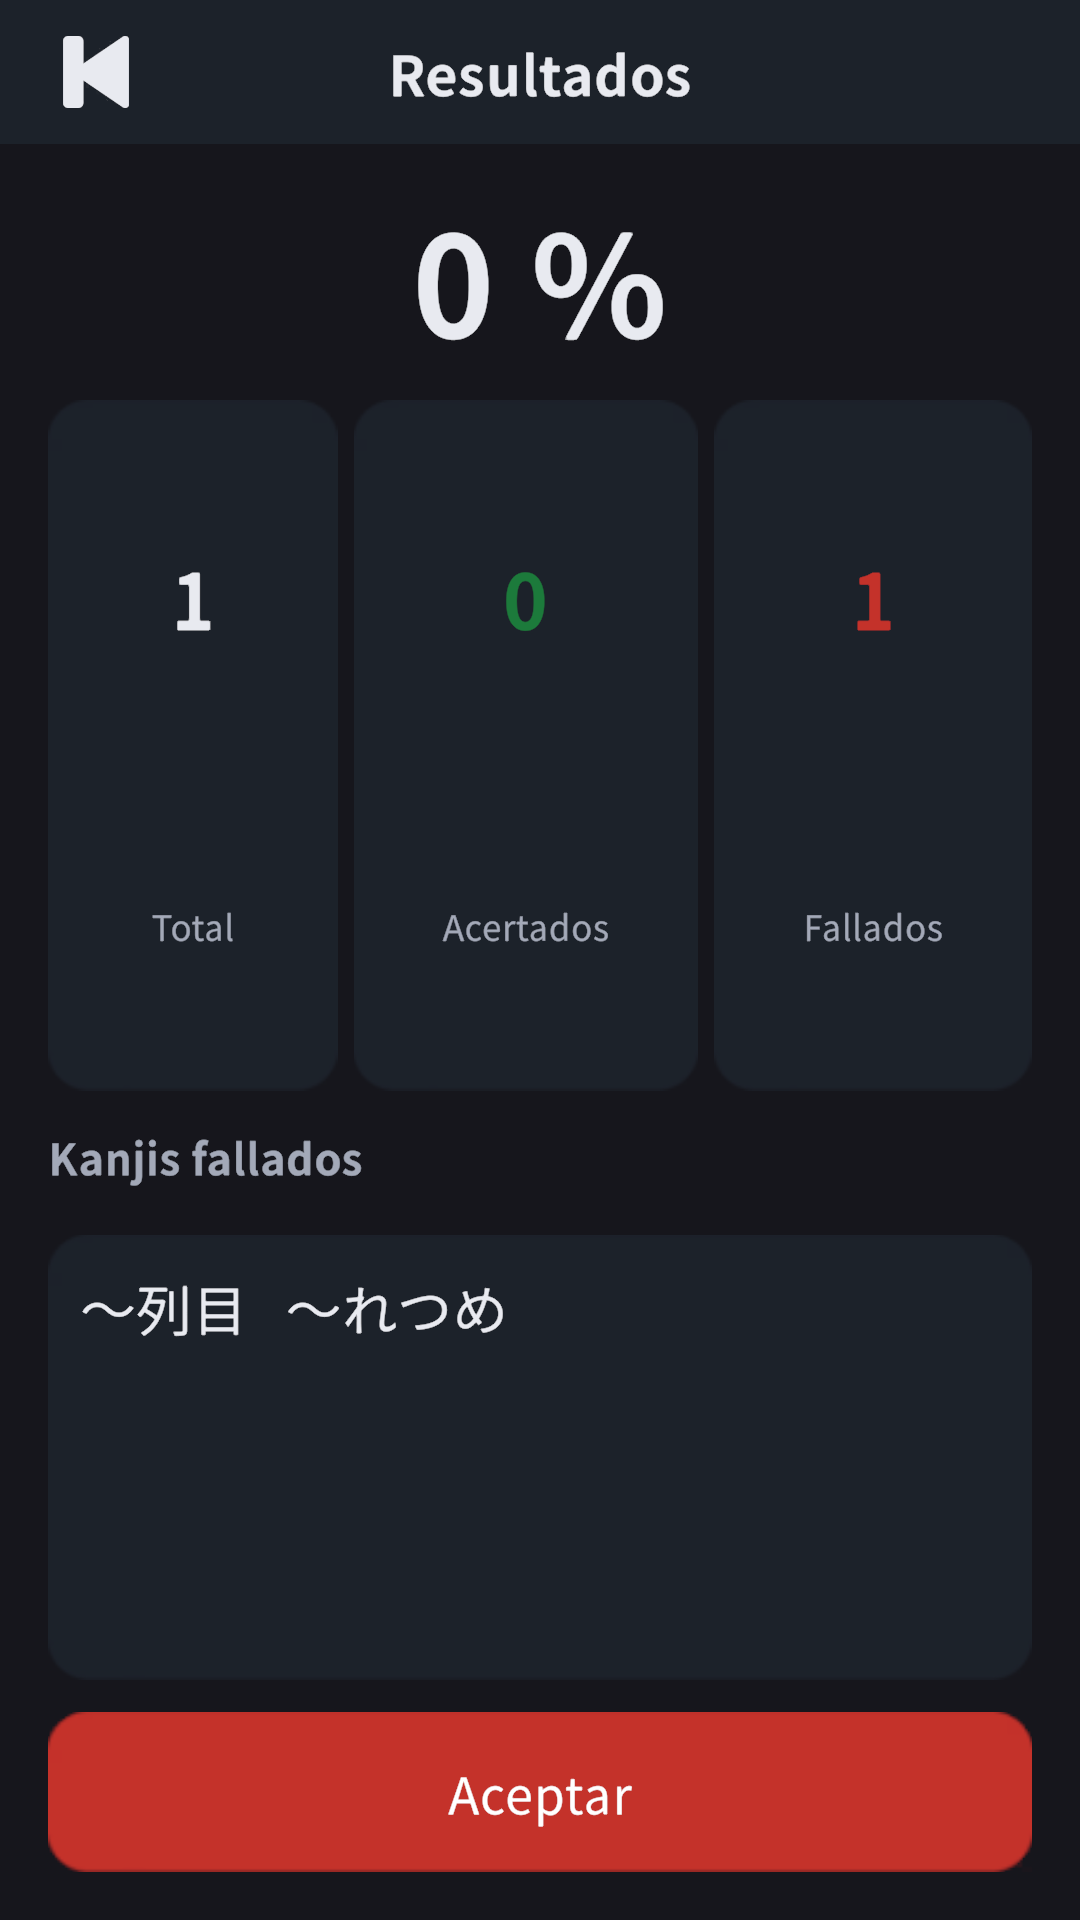 Resultados
0 %
1
0
1
Total
Acertados
Fallados
Kanjis fallados
～列目 ～れつめ
Aceptar